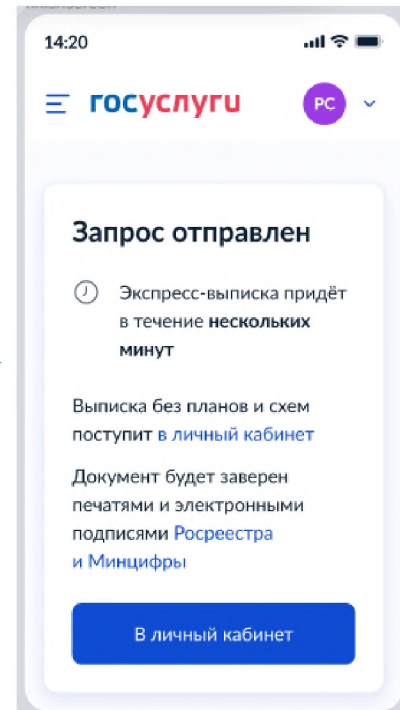 14:20
госуслуги
РС
Запрос отправлен
Экспресс-выписка придёт
в течение нескольких
минут
Выписка без планов и схем
поступит в личный кабинет
Документ будет заверен
печатями и электронными
подписями Росреестра
и Минцифры
В личный кабинет